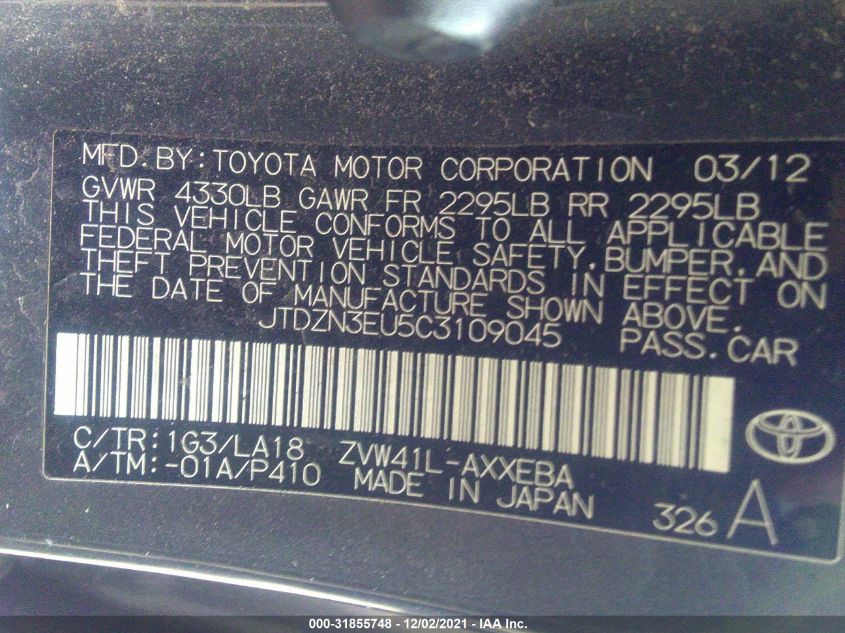 MFD.BY:TOYOTA MOTOR CORPORATION 03/12
GVWR 4330LB GAWR FR 2295LB RR 2295LB
THIS VEHICLE CONFORMS TO ALL APPLICABLE
FEDERAL MOTOR VEHICLE SAFETY,BUMPER,AND
THEFT PREVENTION STANDARDS IN EFFECT ON
THE DATE OF MANUFACTURE SHOWN ABOVE.
JTDZN3EU5C3109045 PASS.CAR
C/TR:1G3/LA18 ZVW41L-AXXEBA
A/TM:-01A/P410 MADE IN JAPAN
326 A
000-31855748 - 12/02/2021 - IAA Inc.